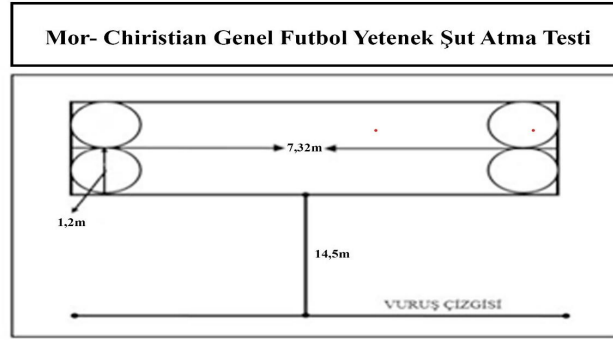 Mor- Chiristian Genel Futbol Yetenek Şut Atma Testi
7,32m
1,2m
14,5m
VURUŞ ÇİZGİSİ